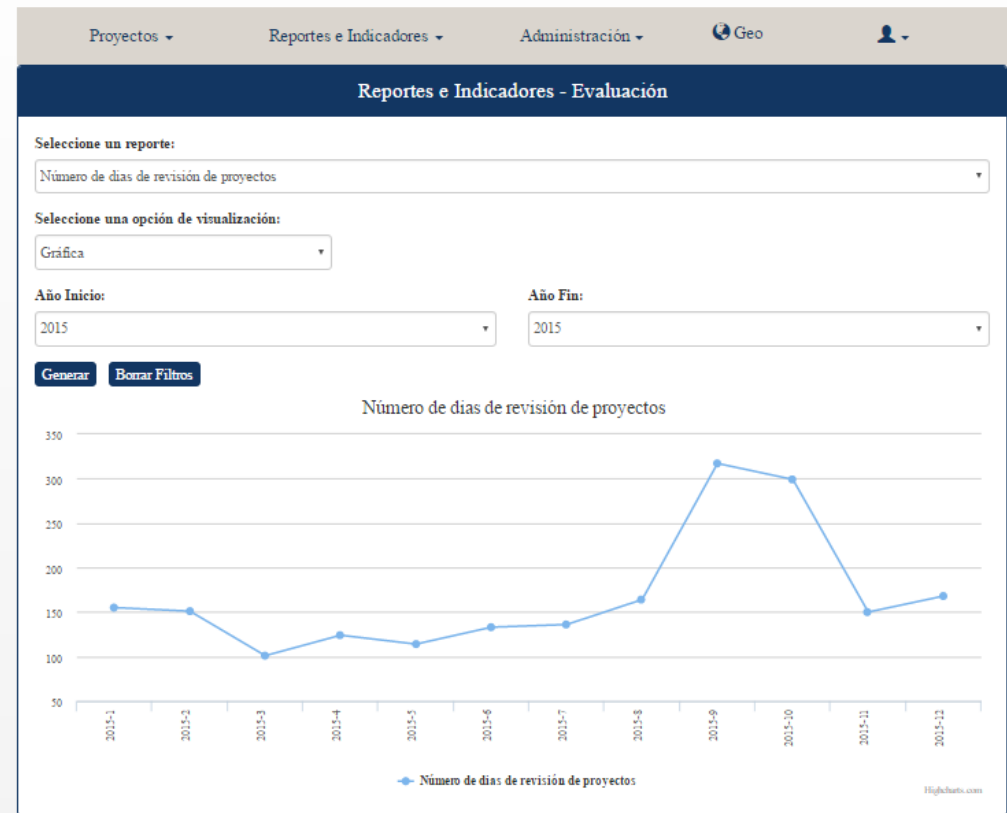 Proyectos Reportes e Indicadores Administración Geo
Reportes e Indicadores - Evaluación
Seleccione un reporte:
Número de dias de revisión de proyectos
Seleccione una opción de visualización:
Gráfica
Año Inicio: Año Fin:
2015 2015
Generar Borrar Filtros
Número de dias de revisión de proyectos
350
300
250
200
150
100
50
2015-1 2015-2 2015-3 2015-4 2015-5 2015-6 2015-7 2015-8 2015-9 2015-10 2015-11 2015-12
Número de dias de revisión de proyectos
Highcharts.com